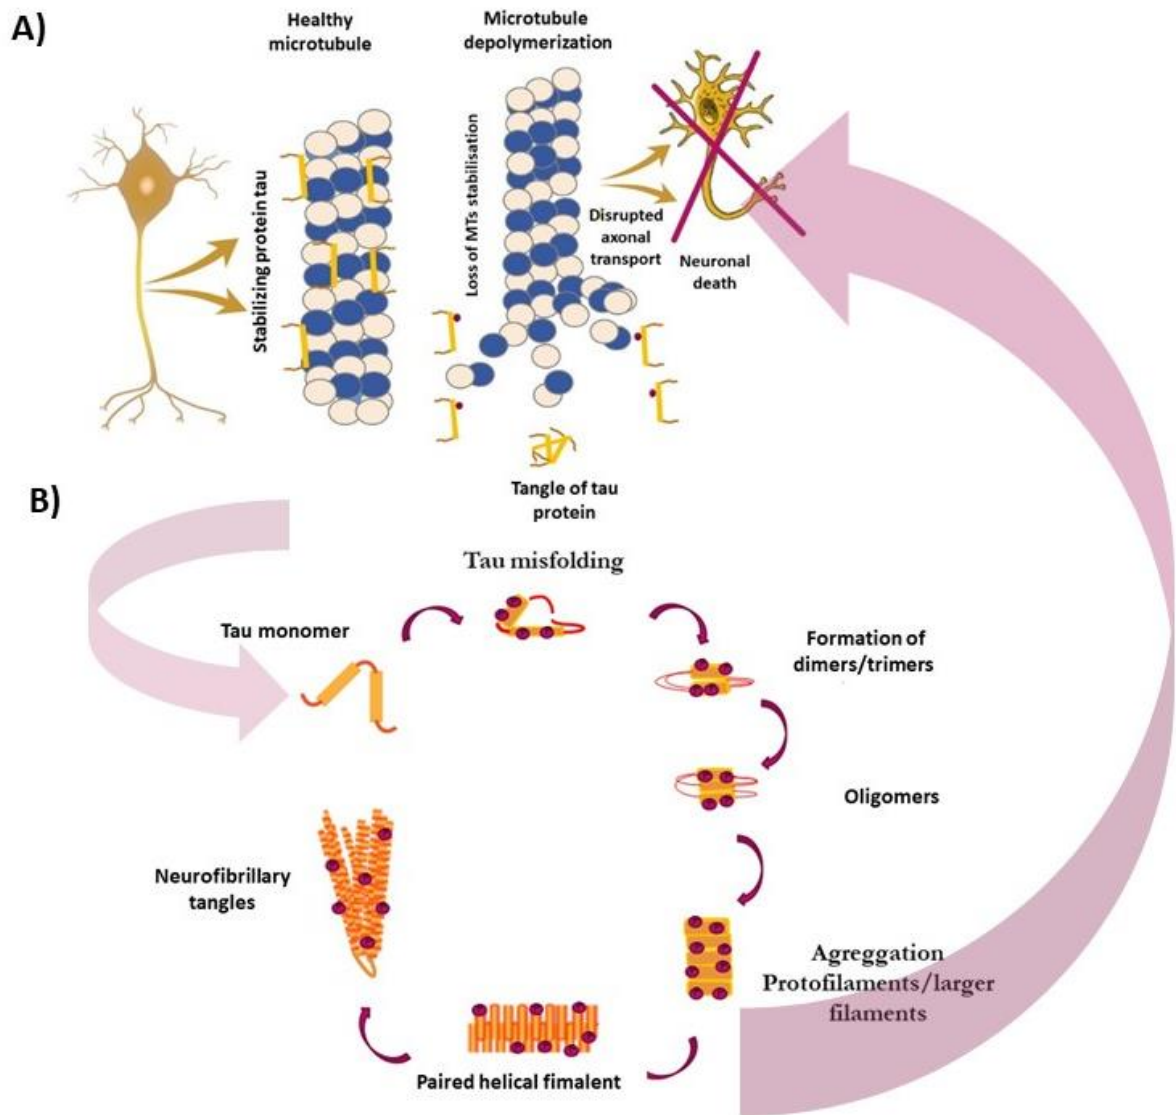 A)
Healthy
microtubule
Microtubule
depolymerization
Stabilizing protein tau
Loss of MTs stabilisation
Disrupted
axonal
transport
Neuronal
death
Tangle of tau
protein
B)
Tau misfolding
Tau monomer
Formation of
dimers/trimers
Oligomers
Neurofibrillary
tangles
Agreggation
Protofilaments/larger
filaments
Paired helical fimalent